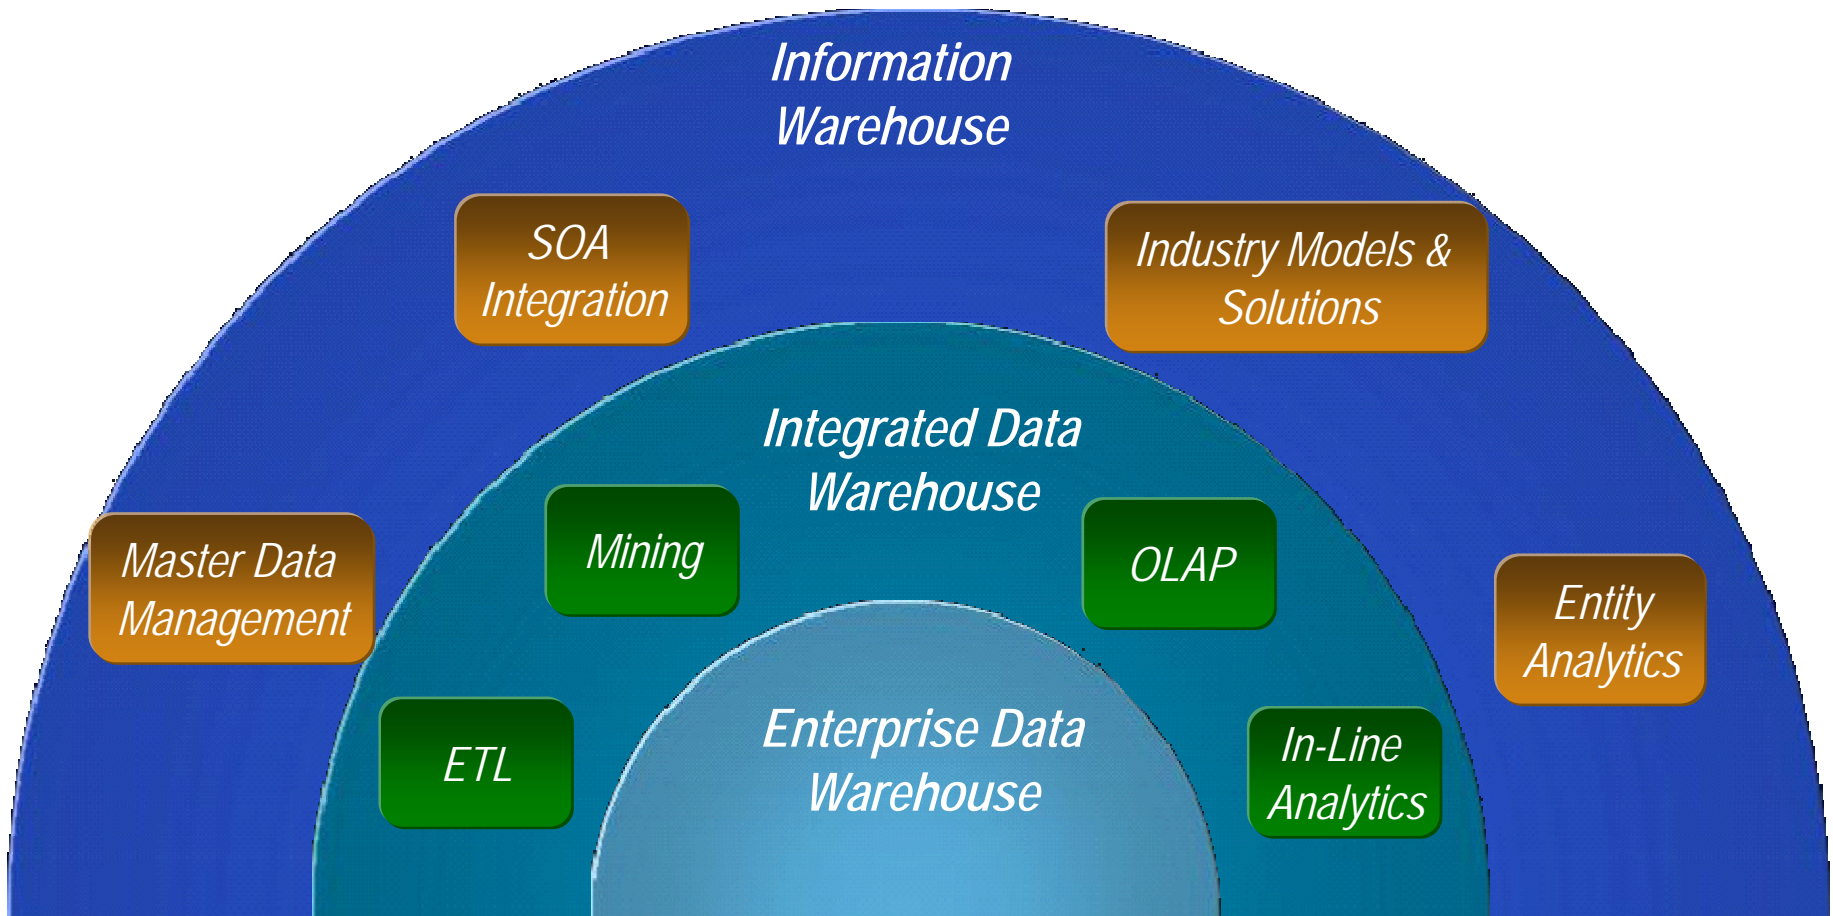 Information
Warehouse
SOA
Integration
Industry Models &
Solutions
Integrated Data
Warehouse
Mining
OLAP
Master Data
Management
Entity
Analytics
ETL
Enterprise Data
Warehouse
In-Line
Analytics